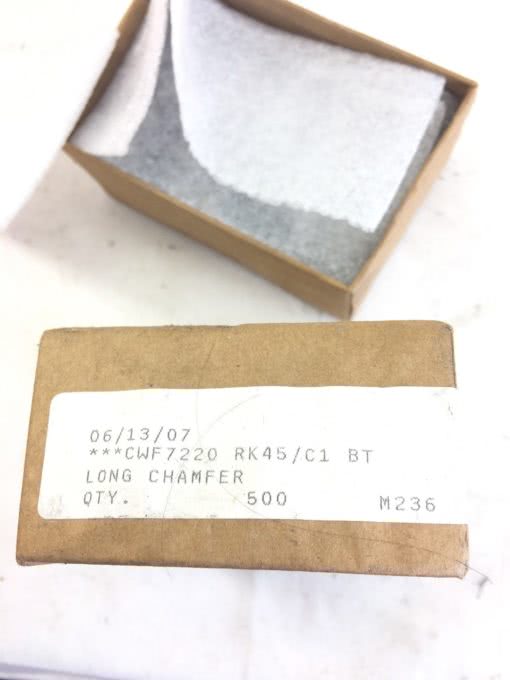 06/13/07
***CWF7220 RK45/C1 BT
LONG CHAMFER
QTY. 500 M236